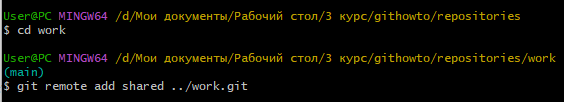 User@PC MINGW64 /d/Мои документы/Рабочий стол/3 курс/githowto/repositories
$ cd work
User@PC MINGW64 /d/Мои документы/Рабочий стол/3 курс/githowto/repositories/work
(main)
$ git remote add shared ../work.git